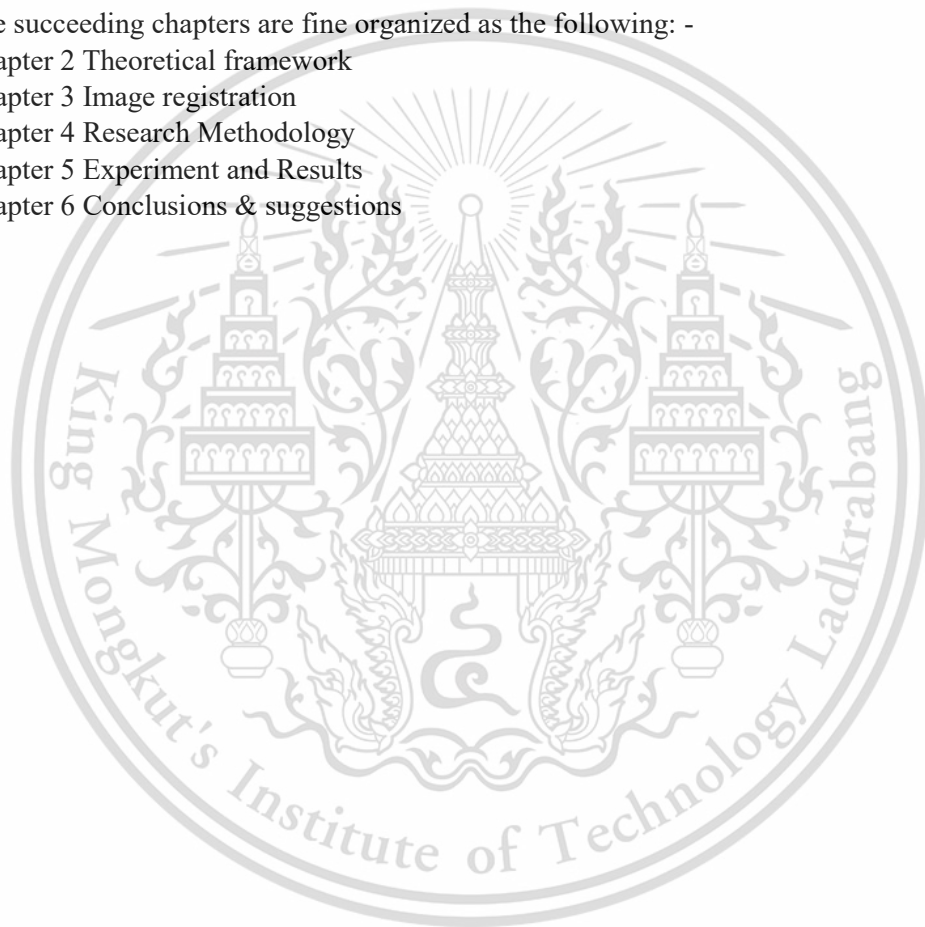 e succeeding chapters are fine organized as the following: -
apter 2 Theoretical framework
apter 3 Image registration
apter 4 Research Methodology
apter 5 Experiment and Results
apter 6 Conclusions & suggestions
King Mongkut's Institute of Technology Ladkrabang